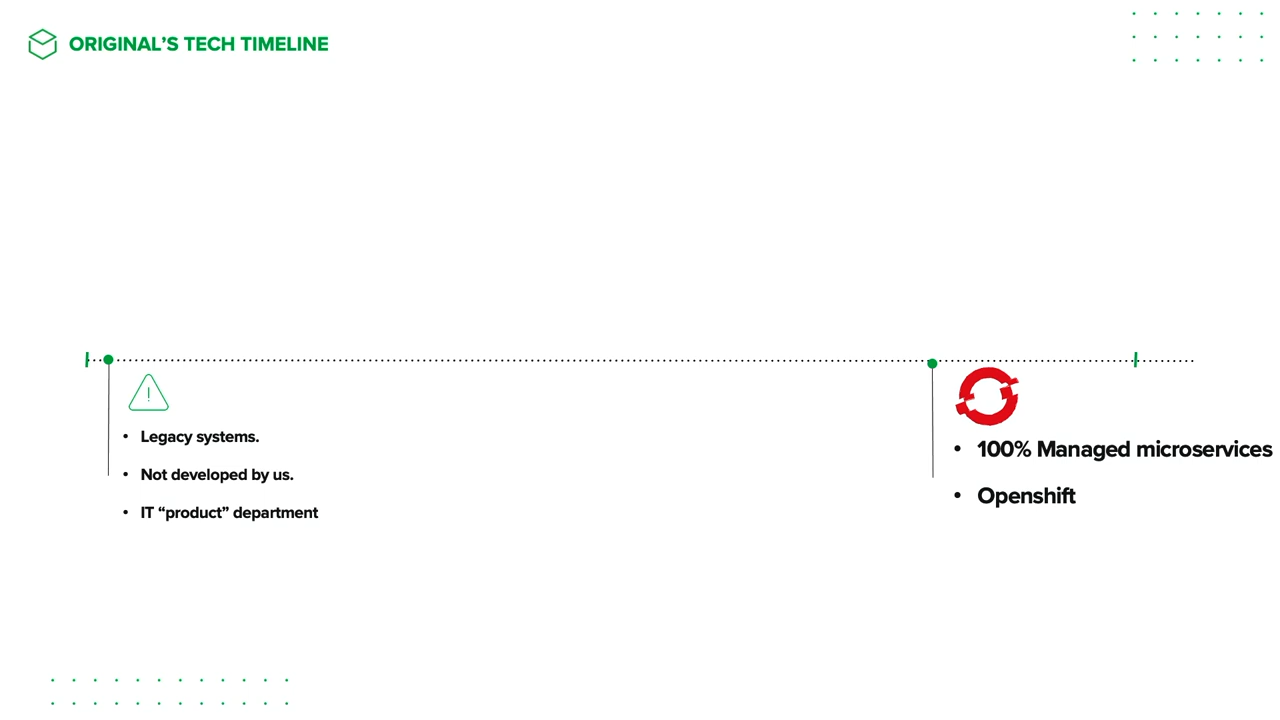 ORIGINAL’S TECH TIMELINE
• Legacy systems.
• Not developed by us.
• IT “product” department
• 100% Managed microservices
• Openshift